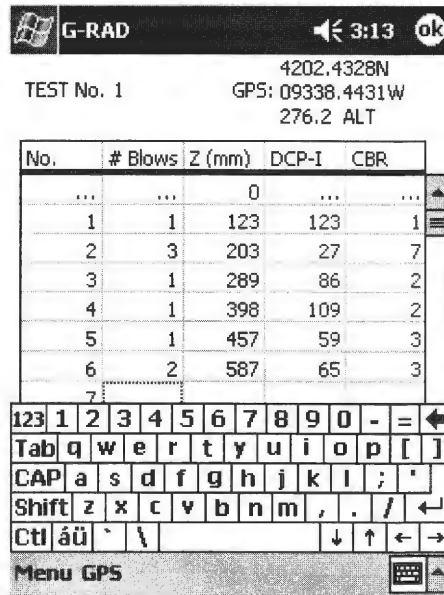 G-RAD 3:13 ok
4202.4328N
TEST No. 1 GPS: 09338.4431W
276.2 ALT
No. # Blows Z (mm) DCP-I CBR
... ... 0 ... ...
1 1 123 123 1
2 3 203 27 7
3 1 289 86 2
4 1 398 109 2
5 1 457 59 3
6 2 587 65 3
7
123 1 2 3 4 5 6 7 8 9 0 - =
Tab q w e r t y u i o p [ ]
CAP a s d f g h j k l ; '
Shift z x c v b n m , . /
Ctl áü ` \
Menu GPS